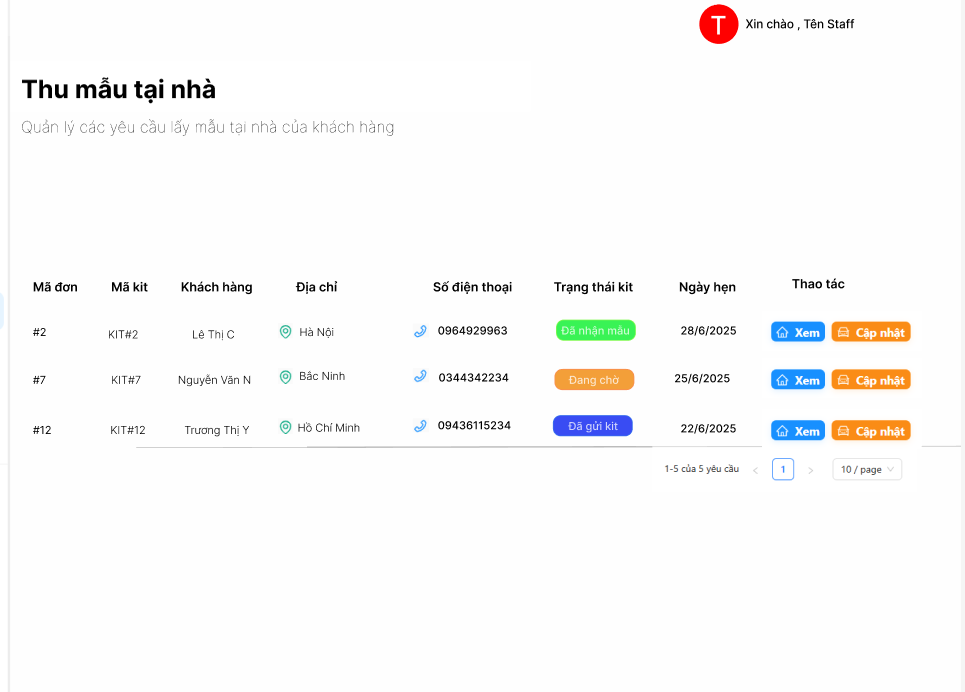 T Xin chào , Tên Staff
Thu mẫu tại nhà
Quản lý các yêu cầu lấy mẫu tại nhà của khách hàng
Mã đơn Mã kit Khách hàng Địa chỉ Số điện thoại Trạng thái kit Ngày hẹn Thao tác
#2 KIT#2 Lê Thị C Hà Nội 0964929963 Đã nhận mẫu 28/6/2025 Xem Cập nhật
#7 KIT#7 Nguyễn Văn N Bắc Ninh 0344342234 Đang chờ 25/6/2025 Xem Cập nhật
#12 KIT#12 Trương Thị Y Hồ Chí Minh 09436115234 Đã gửi kit 22/6/2025 Xem Cập nhật
1-5 của 5 yêu cầu < 1 > 10 / page